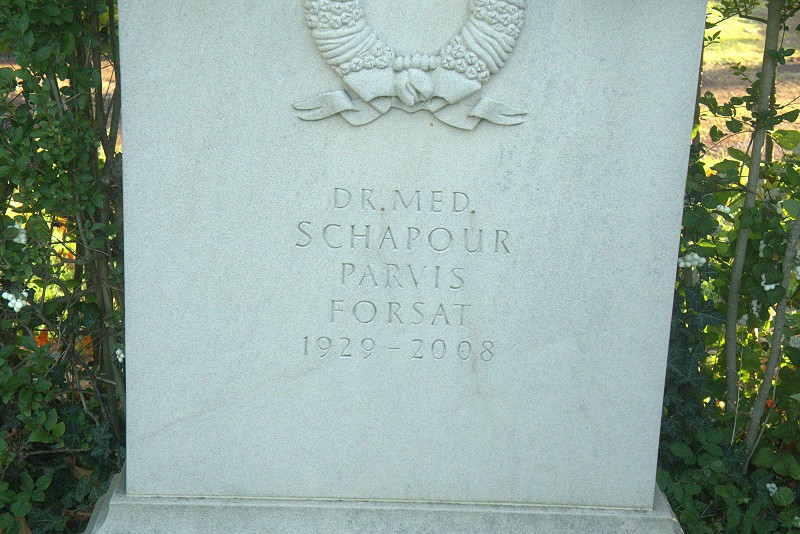 DR. MED.
SCHAPOUR
PARVIS
FORSAT
1929 - 2008